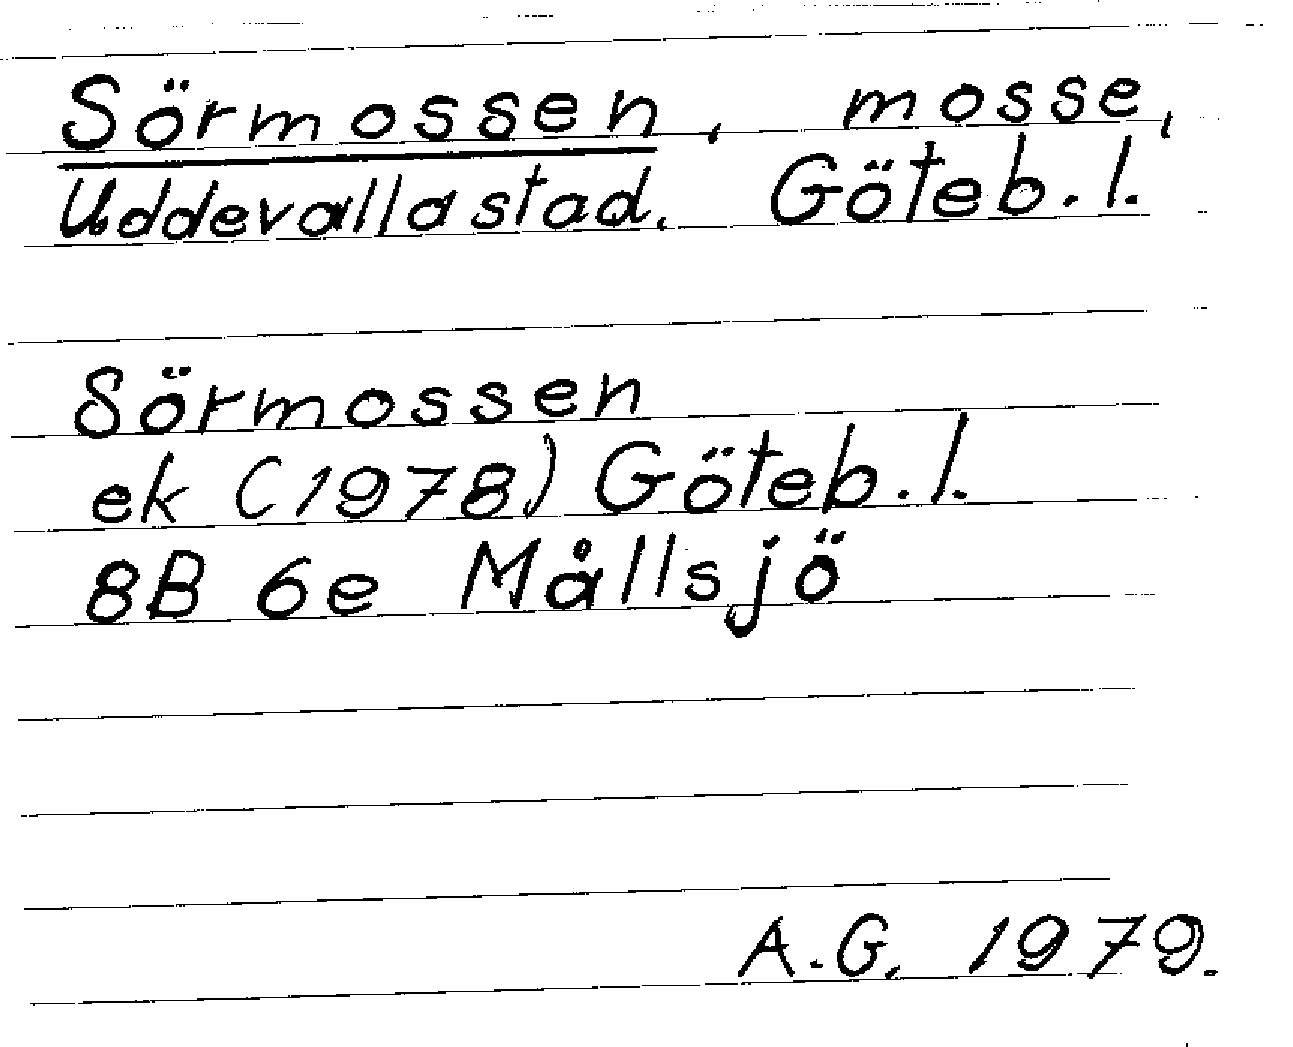 Sörmossen, mosse,
Uddevalla stad, Göteb. l.
Sörmossen
ek (1978) Göteb. l.
8B 6e Mållsjö
A.G. 1979.